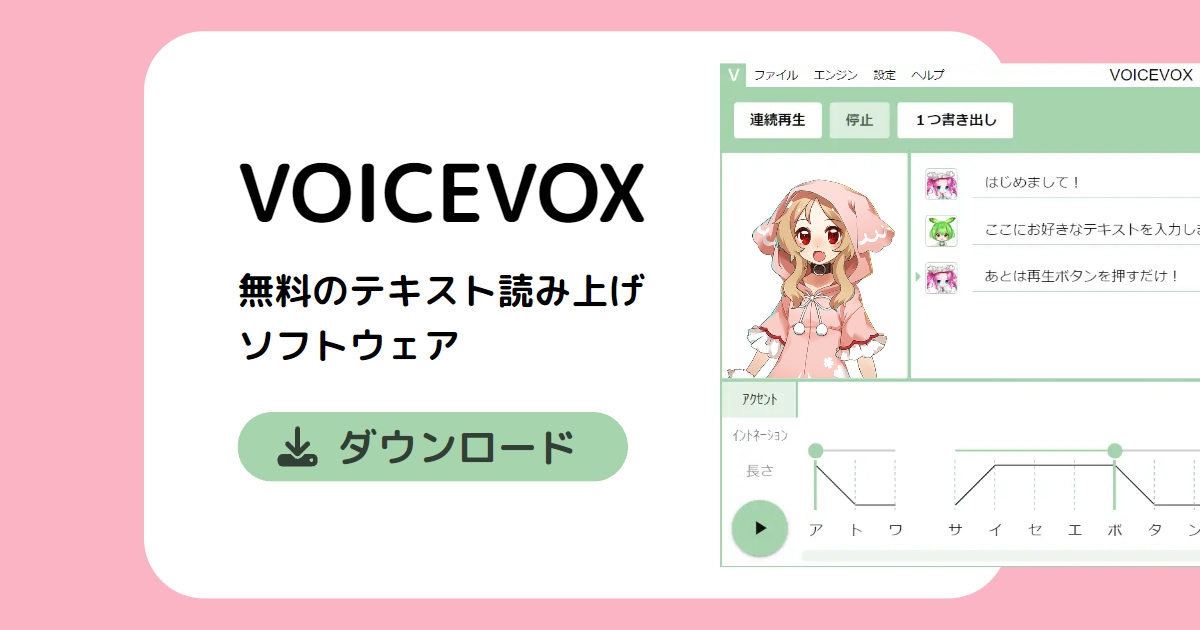 VOICEVOX
無料のテキスト読み上げ
ソフトウェア
ダウンロード
V ファイル エンジン 設定 ヘルプ VOICEVOX
連続再生 停止 1つ書き出し
はじめまして！
ここにお好きなテキストを入力し
あとは再生ボタンを押すだけ！
アクセント
イントネーション
長さ
ア ト ワ サ イ セ エ ボ タ ン